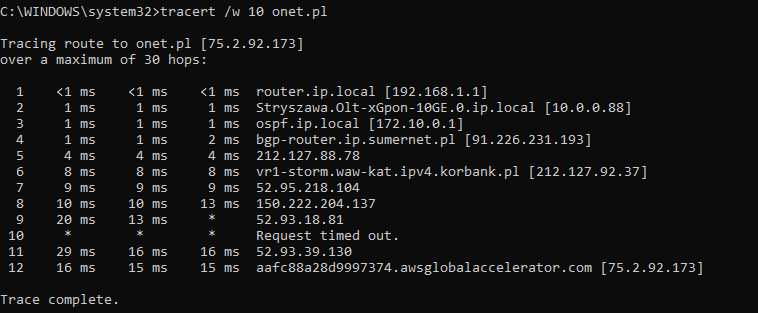 C:\WINDOWS\system32>tracert /w 10 onet.pl
Tracing route to onet.pl [75.2.92.173]
over a maximum of 30 hops:
1 <1 ms <1 ms <1 ms router.ip.local [192.168.1.1]
2 1 ms 1 ms 1 ms Stryszawa.Olt-xGpon-10GE.0.ip.local [10.0.0.88]
3 1 ms 1 ms 1 ms ospf.ip.local [172.10.0.1]
4 1 ms 1 ms 2 ms bgp-router.ip.sumernet.pl [91.226.231.193]
5 4 ms 4 ms 4 ms 212.127.88.78
6 8 ms 8 ms 8 ms vr1-storm.waw-kat.ipv4.korbank.pl [212.127.92.37]
7 9 ms 9 ms 9 ms 52.95.218.104
8 10 ms 10 ms 13 ms 150.222.204.137
9 20 ms 13 ms * 52.93.18.81
10 * * * Request timed out.
11 29 ms 16 ms 16 ms 52.93.39.130
12 16 ms 15 ms 15 ms aafc88a28d9997374.awsglobalaccelerator.com [75.2.92.173]
Trace complete.